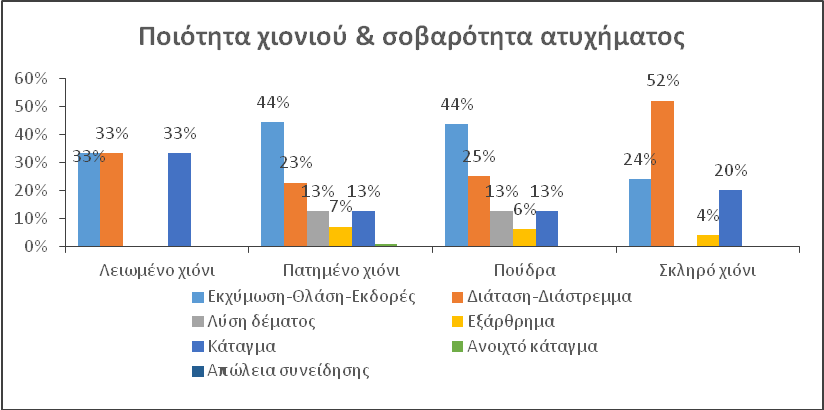 Ποιότητα χιονιού & σοβαρότητα ατυχήματος
60%
50%
40%
30%
20%
10%
0%
33% 33% 33%
44% 23% 13% 7% 13%
44% 25% 13% 6% 13%
24% 52% 4% 20%
Λειωμένο χιόνι Πατημένο χιόνι Πούδρα Σκληρό χιόνι
Εκχύμωση-Θλάση-Εκδορές Διάταση-Διάστρεμμα
Λύση δέματος Εξάρθρημα
Κάταγμα Ανοιχτό κάταγμα
Απώλεια συνείδησης